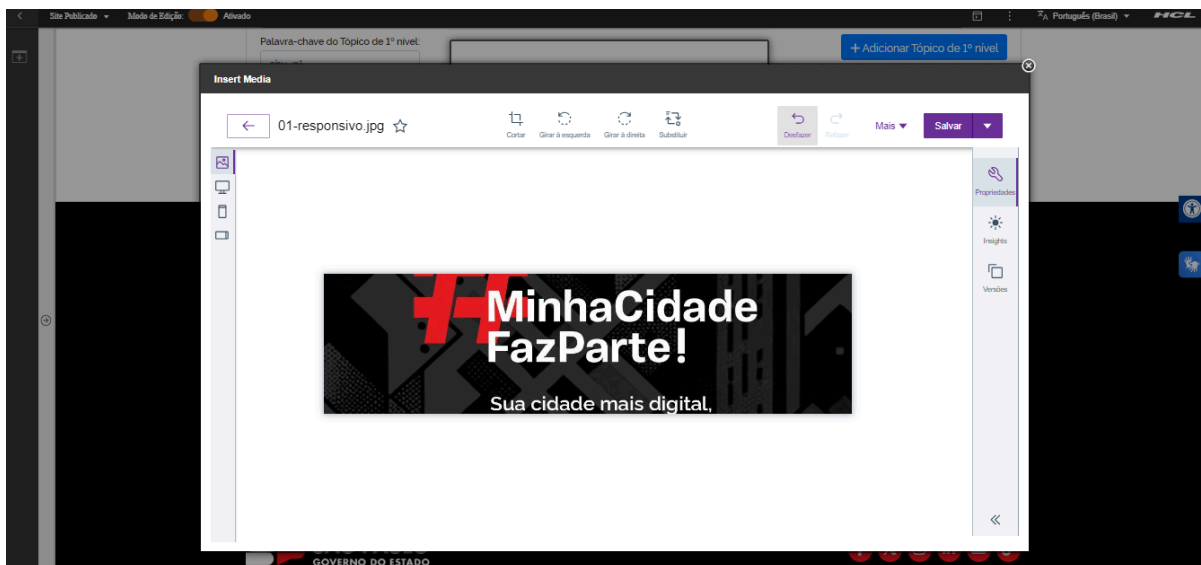 Site Publicado
Modo de Edição:
Ativado
Português (Brasil)
HCL
Palavra-chave do Tópico de 1º nível:
+ Adicionar Tópico de 1º nível
Insert Media
01-responsivo.jpg
Cortar
Girar à esquerda
Girar à direita
Substituir
Desfazer
Refazer
Mais
Salvar
Propriedades
Insights
Versões
#MinhaCidade
FazParte!
Sua cidade mais digital,
GOVERNO DO ESTADO